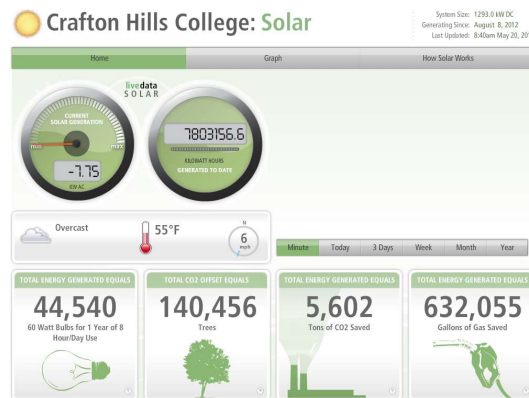 Crafton Hills College: Solar
System Size: 1293.0 kW DC
Generating Since: August 8, 2012
Last Updated: 8:40am May 20, 20
Home
Graph
How Solar Works
livedata
SOLAR
CURRENT
SOLAR GENERATION
min
max
-7.75
KW AC
7803156.6
KILOWATT HOURS
GENERATED TO DATE
Overcast
55°F
N
6
mph
Minute
Today
3 Days
Week
Month
Year
TOTAL ENERGY GENERATED EQUALS
44,540
60 Watt Bulbs for 1 Year of 8
Hour/Day Use
TOTAL CO2 OFFSET EQUALS
140,456
Trees
TOTAL ENERGY GENERATED EQUALS
5,602
Tons of CO2 Saved
TOTAL ENERGY GENERATED EQUALS
632,055
Gallons of Gas Saved